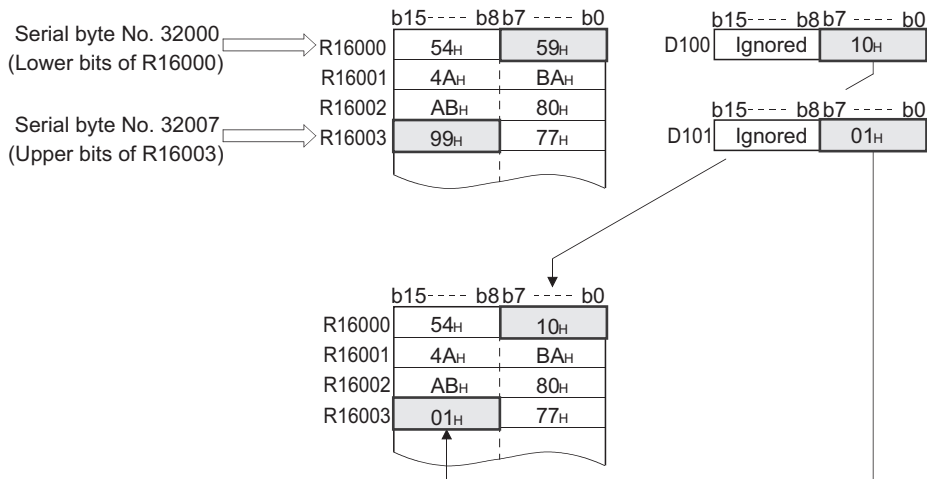 b15---- b8 b7 ---- b0
Serial byte No. 32000
(Lower bits of R16000)
R16000 54H 59H
R16001 4AH BAH
R16002 ABH 80H
Serial byte No. 32007
(Upper bits of R16003)
R16003 99H 77H
b15---- b8 b7 ---- b0
D100 Ignored 10H
b15---- b8 b7 ---- b0
D101 Ignored 01H
b15---- b8 b7 ---- b0
R16000 54H 10H
R16001 4AH BAH
R16002 ABH 80H
R16003 01H 77H